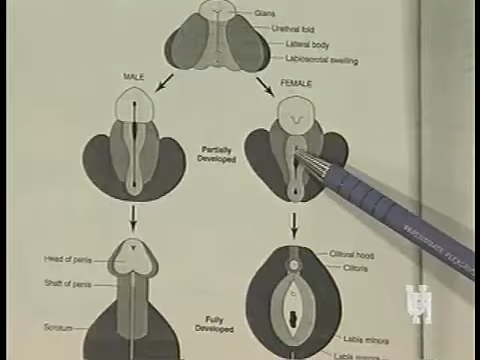 Glans
Urethral fold
Lateral body
Labioscrotal swelling
MALE
FEMALE
Partially
Developed
Head of penis
Shaft of penis
Scrotum
Fully
Developed
Clitoral hood
Clitoris
Labia minora
Labia